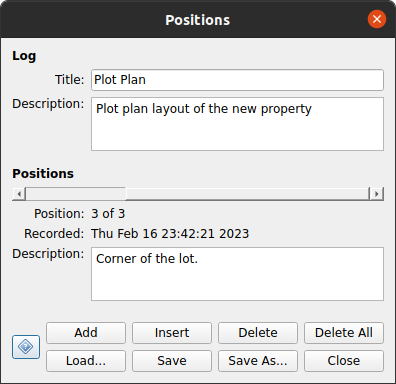 Positions
Log
Title: Plot Plan
Description: Plot plan layout of the new property
Positions
Position: 3 of 3
Recorded: Thu Feb 16 23:42:21 2023
Description: Corner of the lot.
Add Insert Delete Delete All
Load... Save Save As... Close